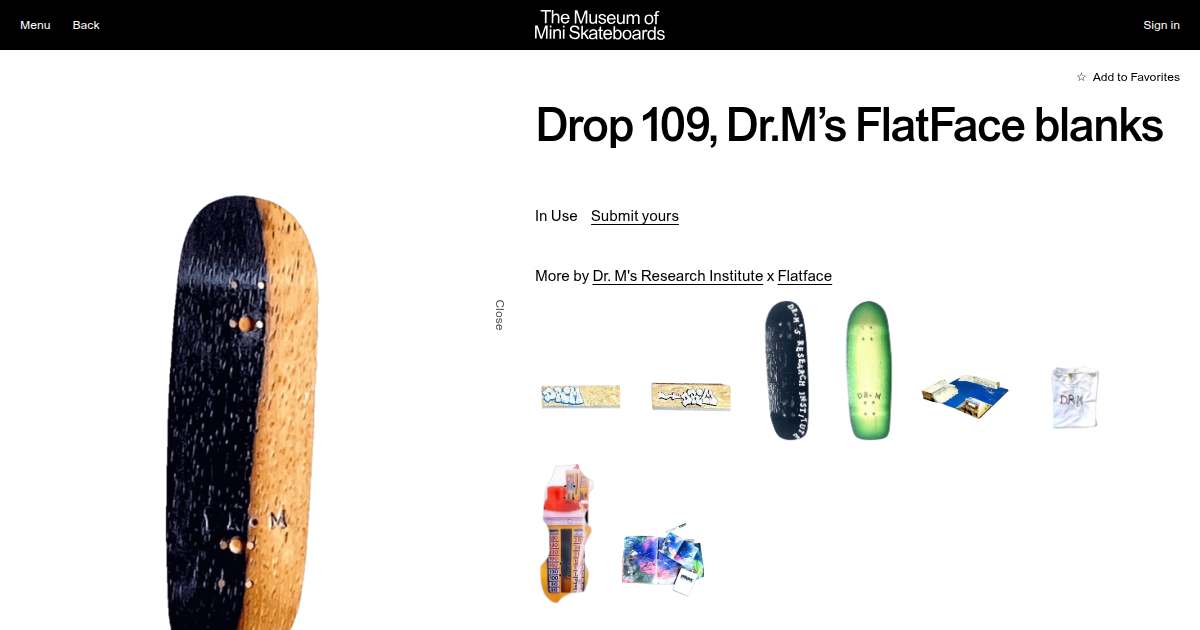 Menu Back
The Museum of
Mini Skateboards
Sign in
☆ Add to Favorites
Drop 109, Dr.M’s FlatFace blanks
In Use Submit yours
More by Dr. M's Research Institute x Flatface
Close
DR.M'S RESEARCH INSTITUTE
DR.M
DR.M